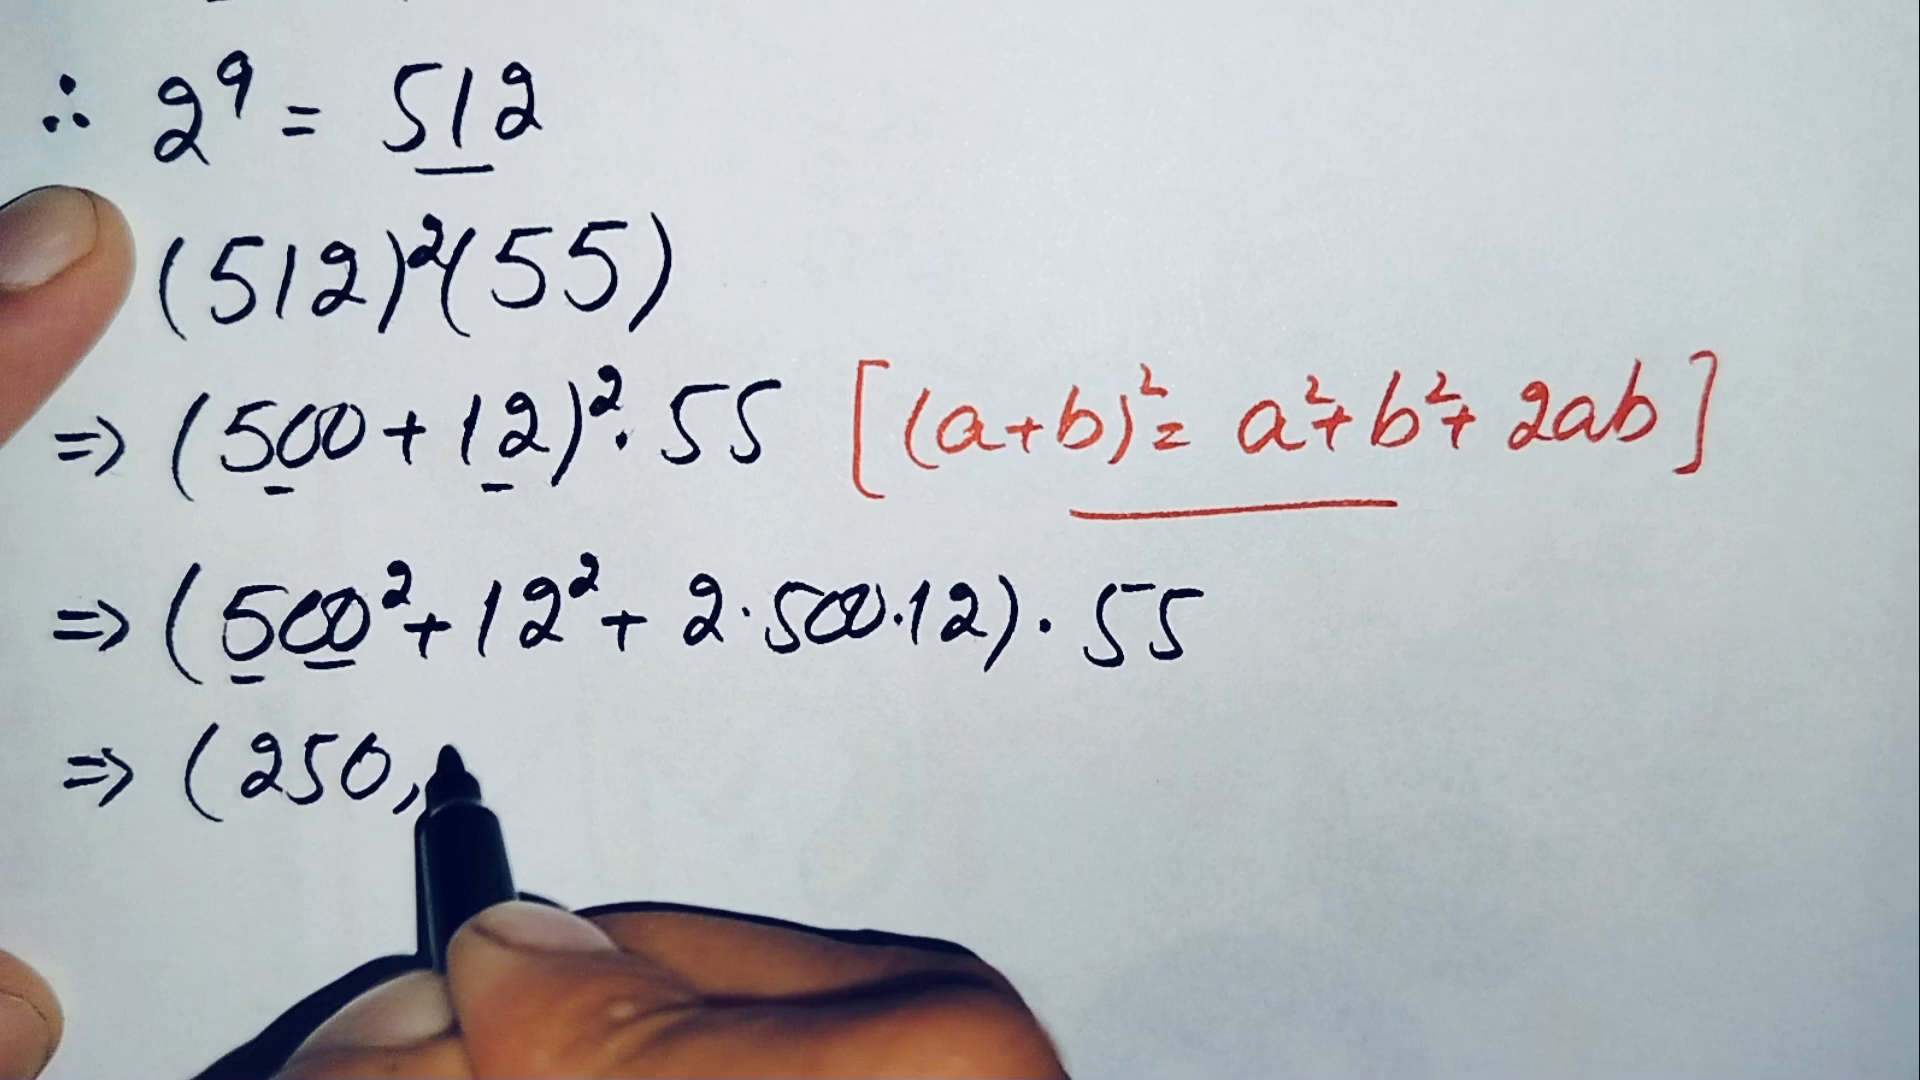 ∴ 2⁹ = 512
(512)²(55)
⇒ (500+12)²·55 [(a+b)² = a²+b²+2ab]
⇒ (500²+12²+2·500·12)·55
⇒ (250,